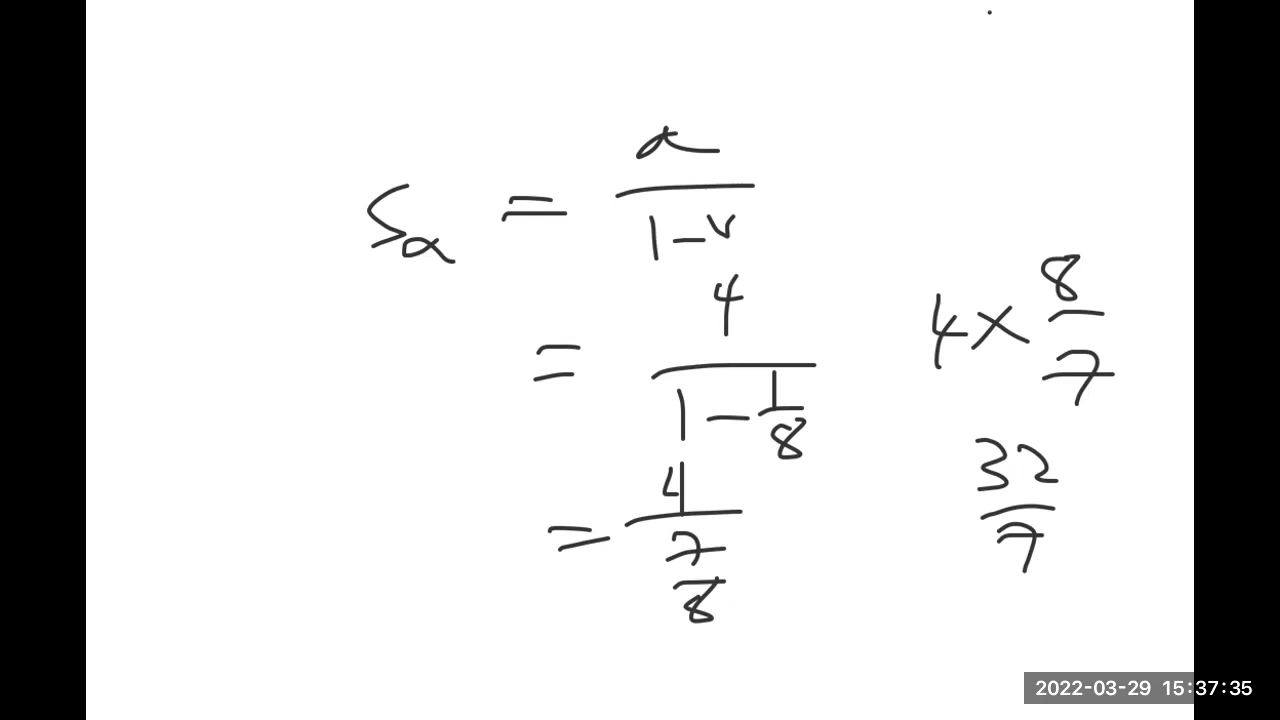 Sα = a/(1-r)
= 4/(1 - 1/8)
= 4/(7/8)
4 × 8/7
32/7
2022-03-29 15:37:35